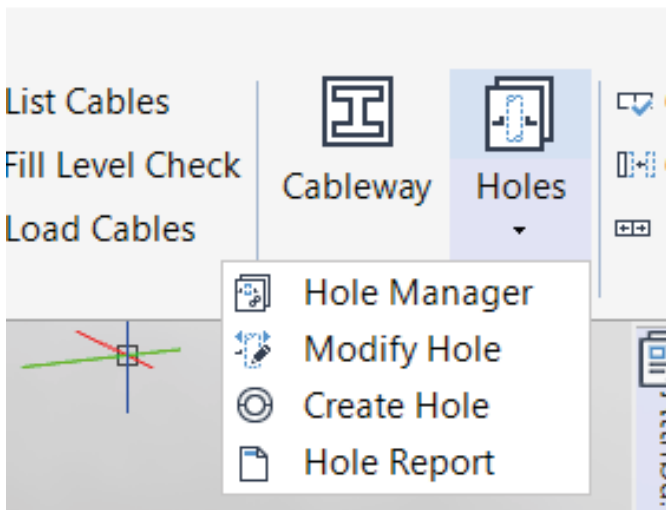 List Cables
Fill Level Check
Load Cables
Cableway
Holes
Hole Manager
Modify Hole
Create Hole
Hole Report